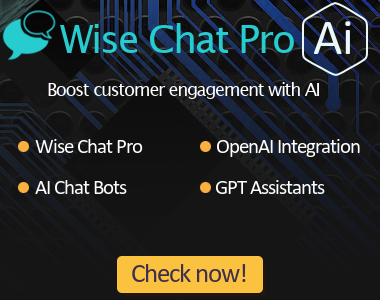 Wise Chat Pro Ai
Boost customer engagement with AI
Wise Chat Pro
OpenAI Integration
AI Chat Bots
GPT Assistants
Check now!